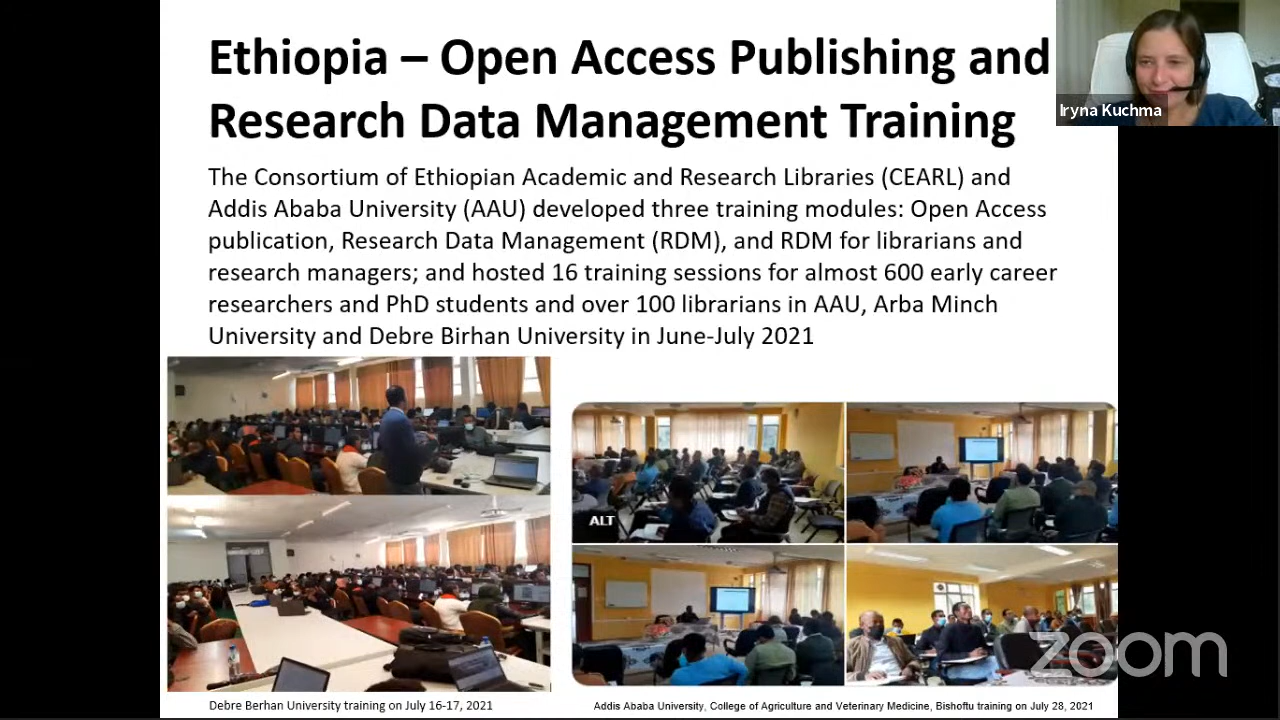 Ethiopia – Open Access Publishing and
Research Data Management Training
Iryna Kuchma
The Consortium of Ethiopian Academic and Research Libraries (CEARL) and
Addis Ababa University (AAU) developed three training modules: Open Access
publication, Research Data Management (RDM), and RDM for librarians and
research managers; and hosted 16 training sessions for almost 600 early career
researchers and PhD students and over 100 librarians in AAU, Arba Minch
University and Debre Birhan University in June-July 2021
ALT
zoom
Debre Berhan University training on July 16-17, 2021
Addis Ababa University, College of Agriculture and Veterinary Medicine, Bishoftu training on July 28, 2021